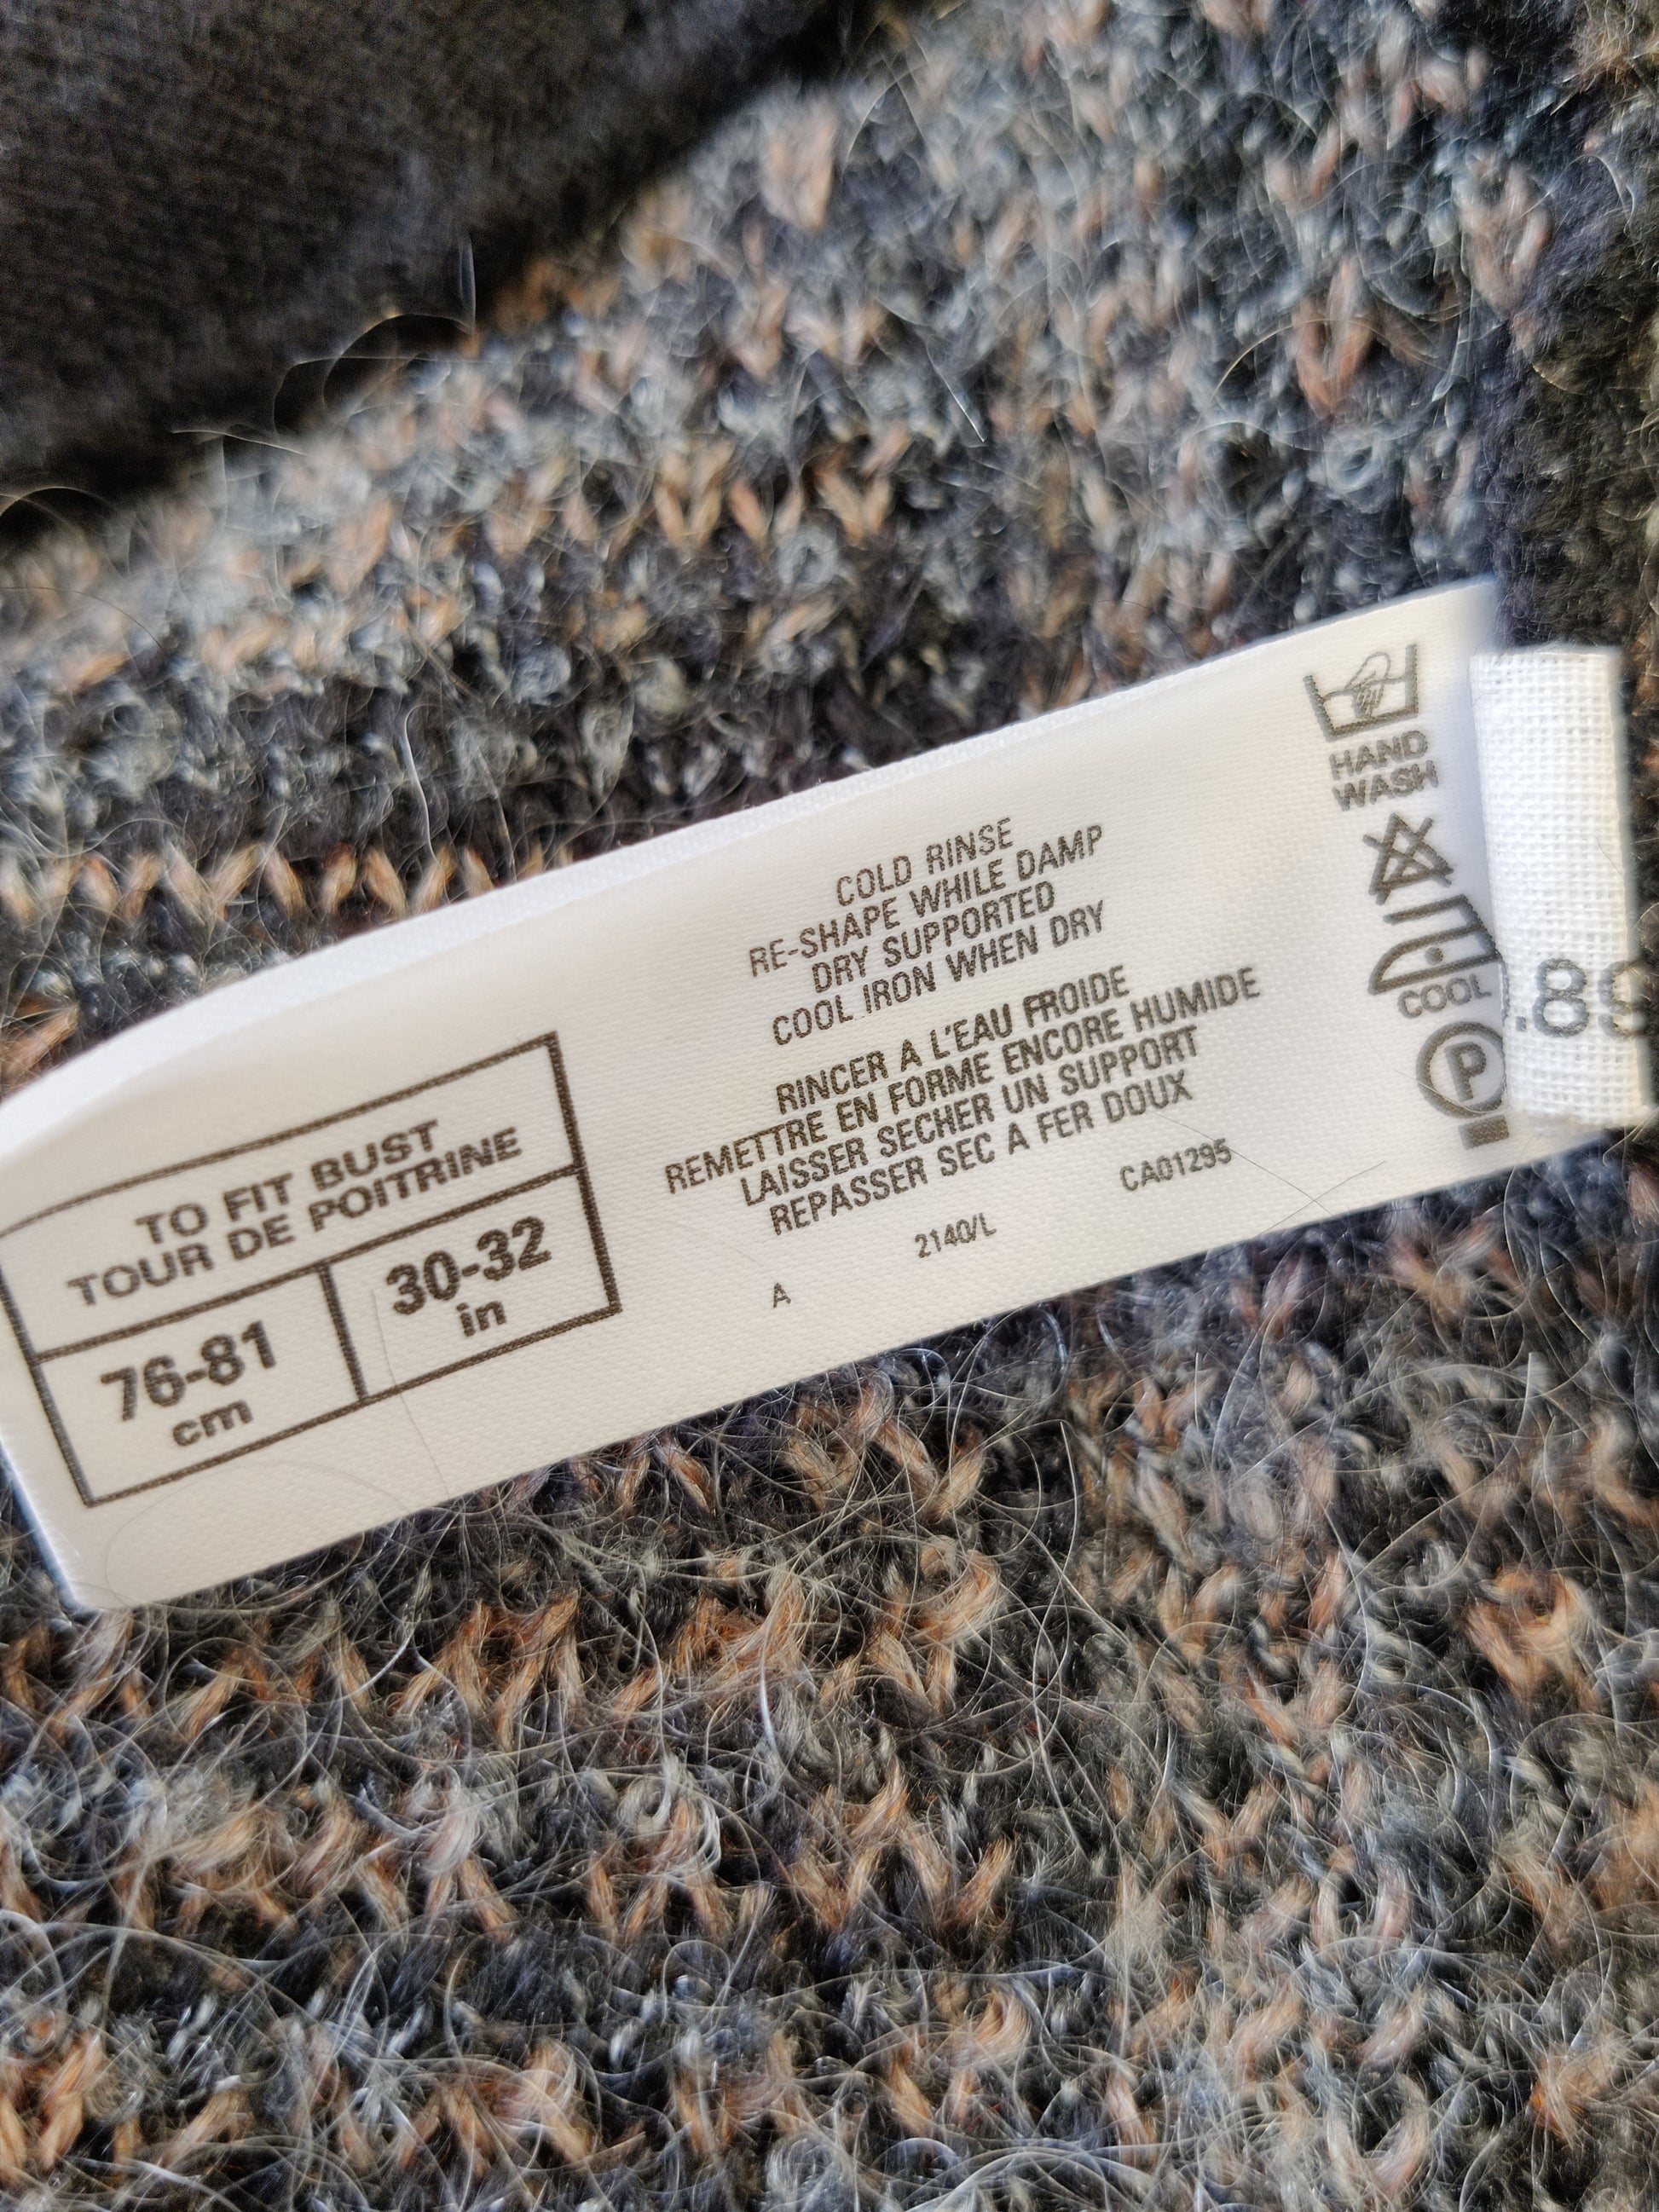 TO FIT BUST
TOUR DE POITRINE
76-81
cm
30-32
in
COLD RINSE
RE-SHAPE WHILE DAMP
DRY SUPPORTED
COOL IRON WHEN DRY
RINCER A L'EAU FROIDE
REMETTRE EN FORME ENCORE HUMIDE
LAISSER SECHER UN SUPPORT
REPASSER SEC A FER DOUX
CA01295
2140/L
A
HAND
WASH
COOL
P
.89